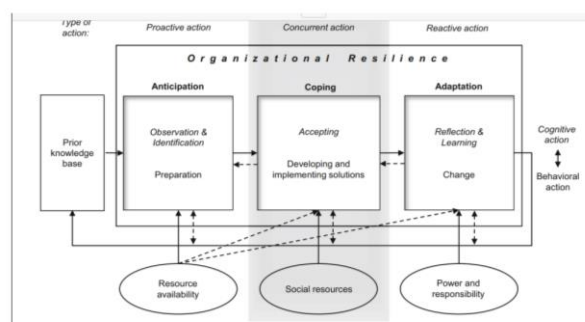 Type of
action:
Proactive action
Concurrent action
Reactive action
Organizational Resilience
Anticipation
Coping
Adaptation
Prior
knowledge
base
Observation &
Identification
Preparation
Accepting
Developing and
implementing solutions
Reflection &
Learning
Change
Cognitive
action
Behavioral
action
Resource
availability
Social resources
Power and
responsibility